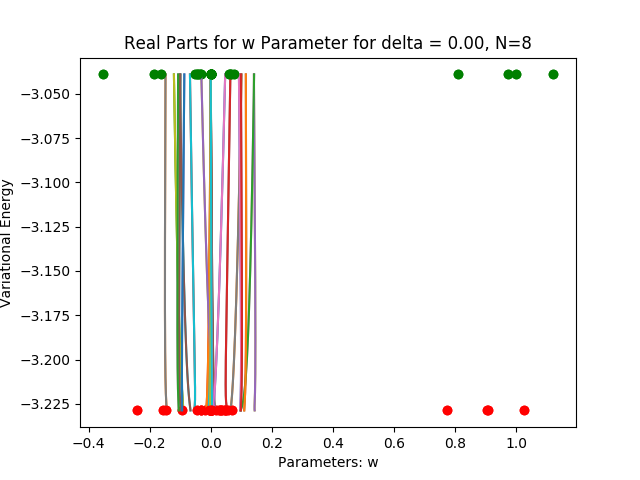 Real Parts for w Parameter for delta = 0.00, N=8
Variational Energy
−3.050
−3.075
−3.100
−3.125
−3.150
−3.175
−3.200
−3.225
−0.4 −0.2 0.0 0.2 0.4 0.6 0.8 1.0
Parameters: w